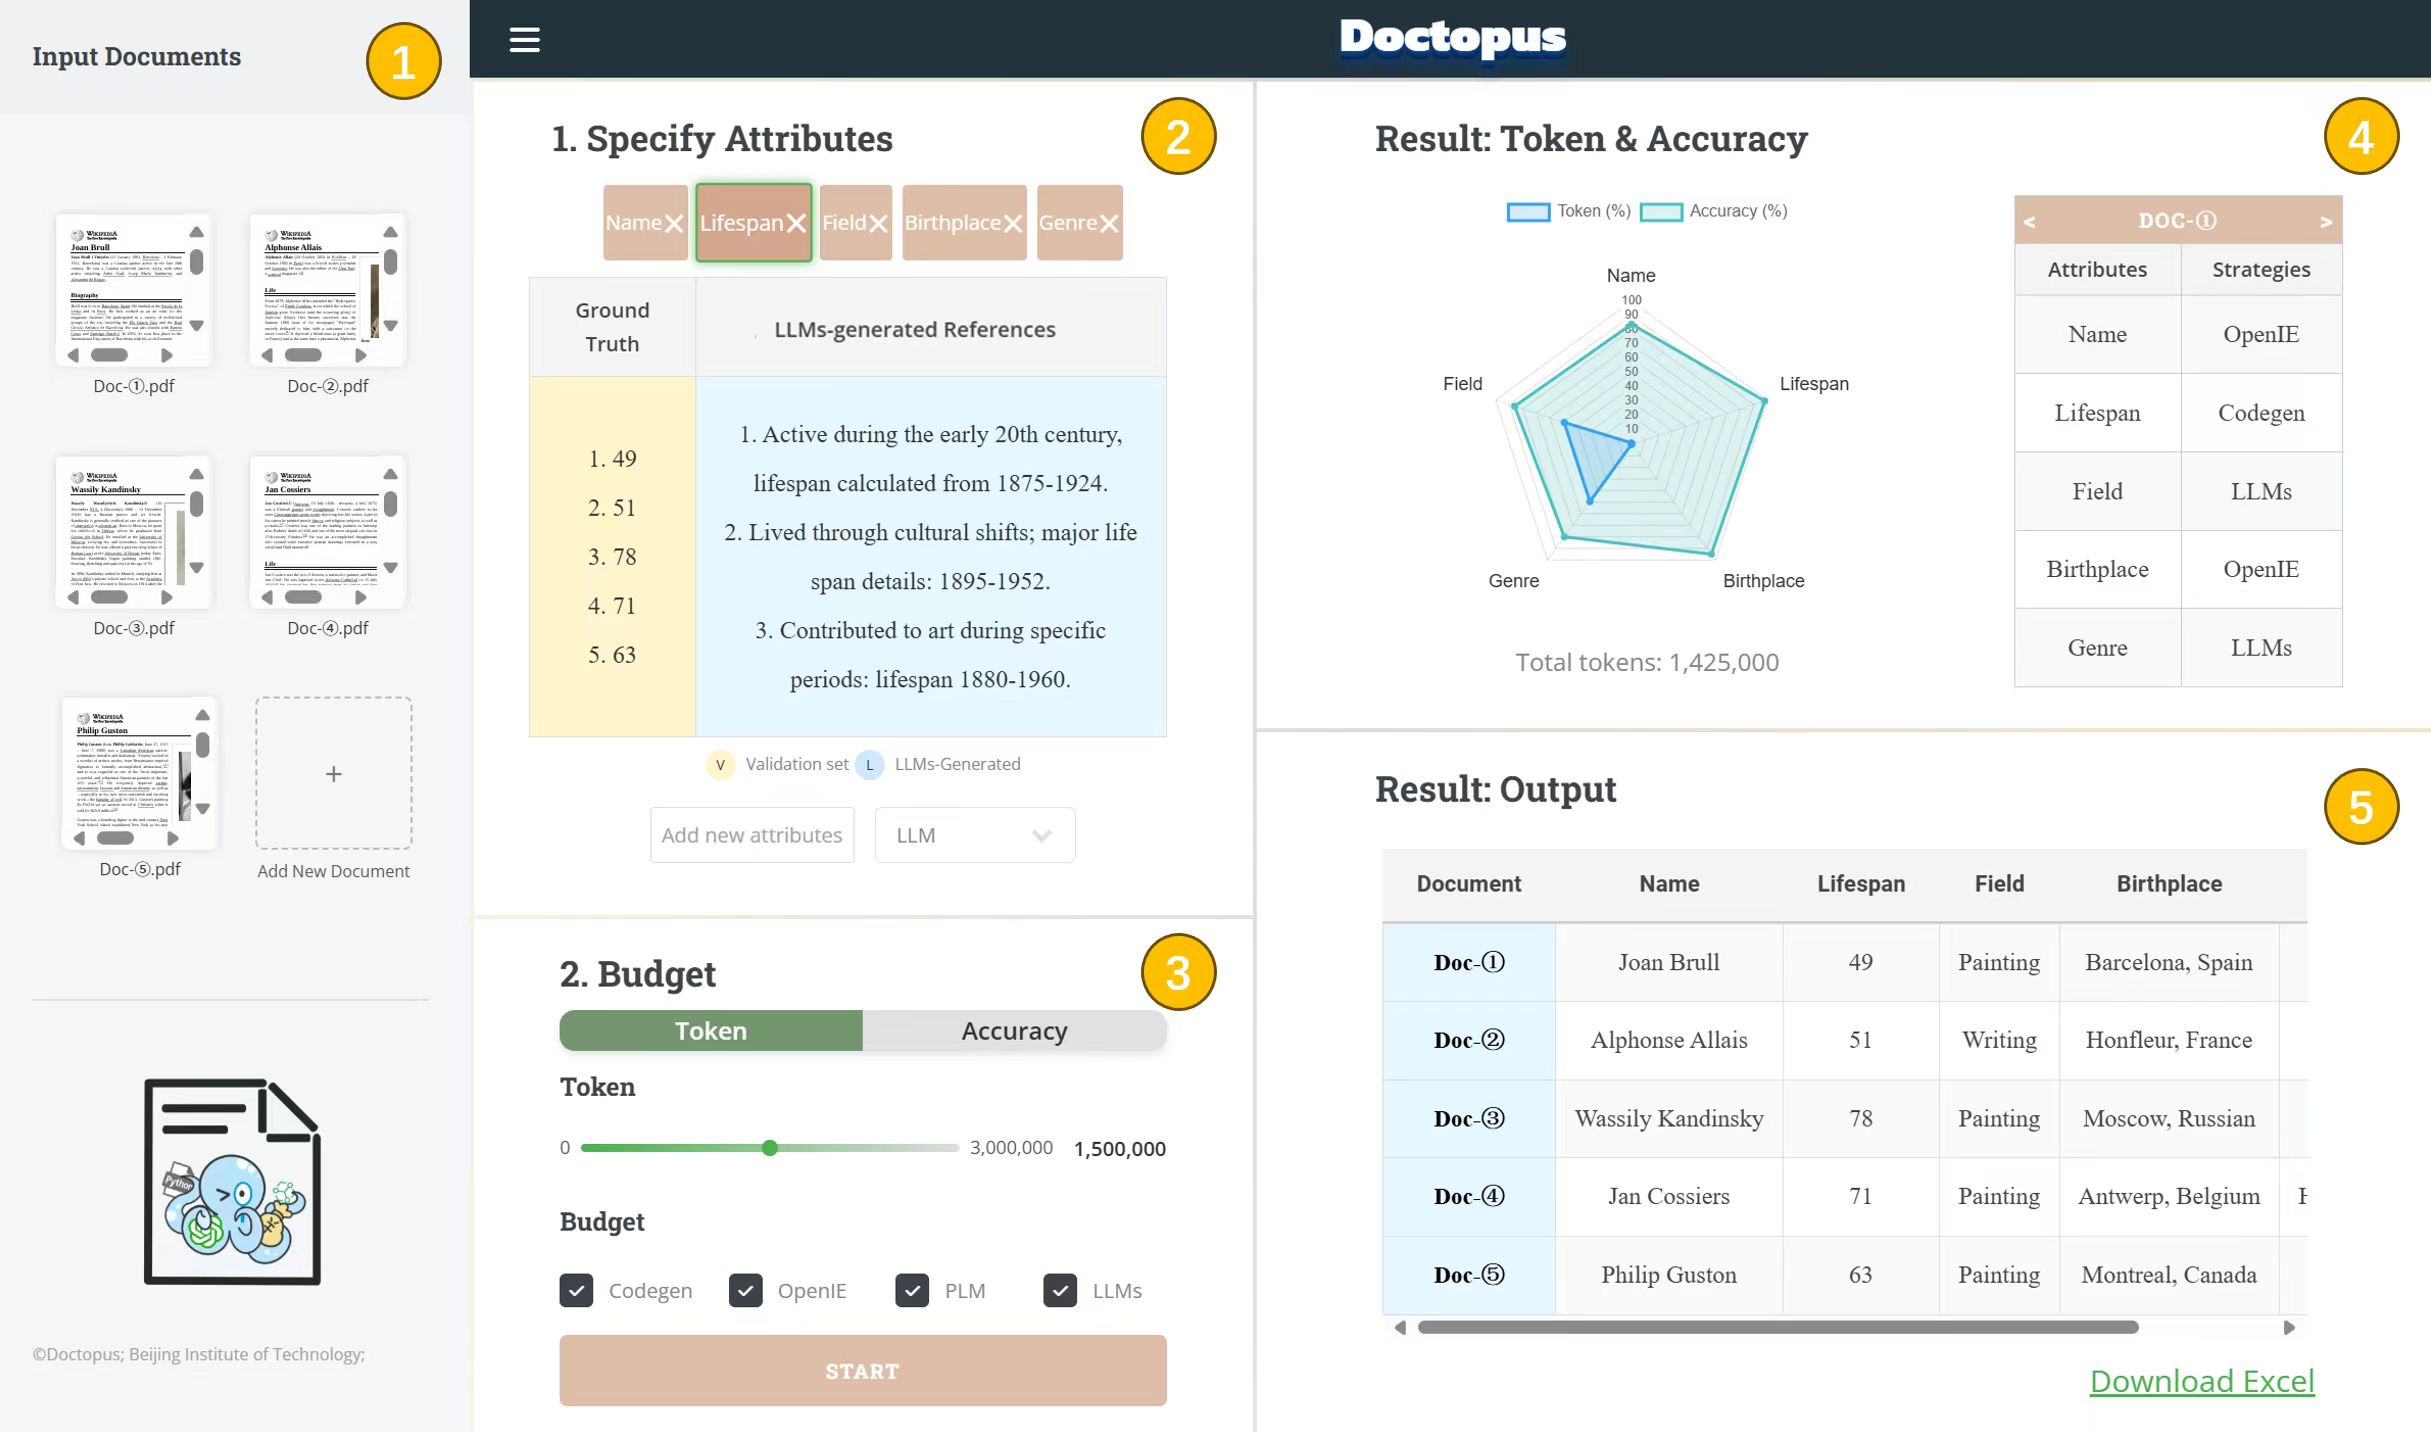 Input Documents
1
WIKIPEDIA
Joan Brull
Biography
Doc-①.pdf
WIKIPEDIA
Alphonse Allais
Life
Doc-②.pdf
WIKIPEDIA
Wassily Kandinsky
Doc-③.pdf
WIKIPEDIA
Jan Cossiers
Life
Doc-④.pdf
WIKIPEDIA
Philip Guston
Doc-⑤.pdf
+
Add New Document
Python
©Doctopus; Beijing Institute of Technology;
Doctopus
1. Specify Attributes
2
Name Lifespan Field Birthplace Genre
Ground
Truth
LLMs-generated References
1. 49
2. 51
3. 78
4. 71
5. 63
1. Active during the early 20th century,
lifespan calculated from 1875-1924.
2. Lived through cultural shifts; major life
span details: 1895-1952.
3. Contributed to art during specific
periods: lifespan 1880-1960.
V Validation set L LLMs-Generated
Add new attributes LLM
2. Budget
3
Token Accuracy
Token
0 3,000,000 1,500,000
Budget
Codegen OpenIE PLM LLMs
START
Result: Token & Accuracy
4
Token (%) Accuracy (%)
Name
100
90
80
70
60
50
40
30
20
10
Field
Lifespan
Genre
Birthplace
Total tokens: 1,425,000
< DOC-① >
Attributes Strategies
Name OpenIE
Lifespan Codegen
Field LLMs
Birthplace OpenIE
Genre LLMs
Result: Output
5
Document Name Lifespan Field Birthplace
Doc-① Joan Brull 49 Painting Barcelona, Spain
Doc-② Alphonse Allais 51 Writing Honfleur, France
Doc-③ Wassily Kandinsky 78 Painting Moscow, Russian
Doc-④ Jan Cossiers 71 Painting Antwerp, Belgium
Doc-⑤ Philip Guston 63 Painting Montreal, Canada
Download Excel